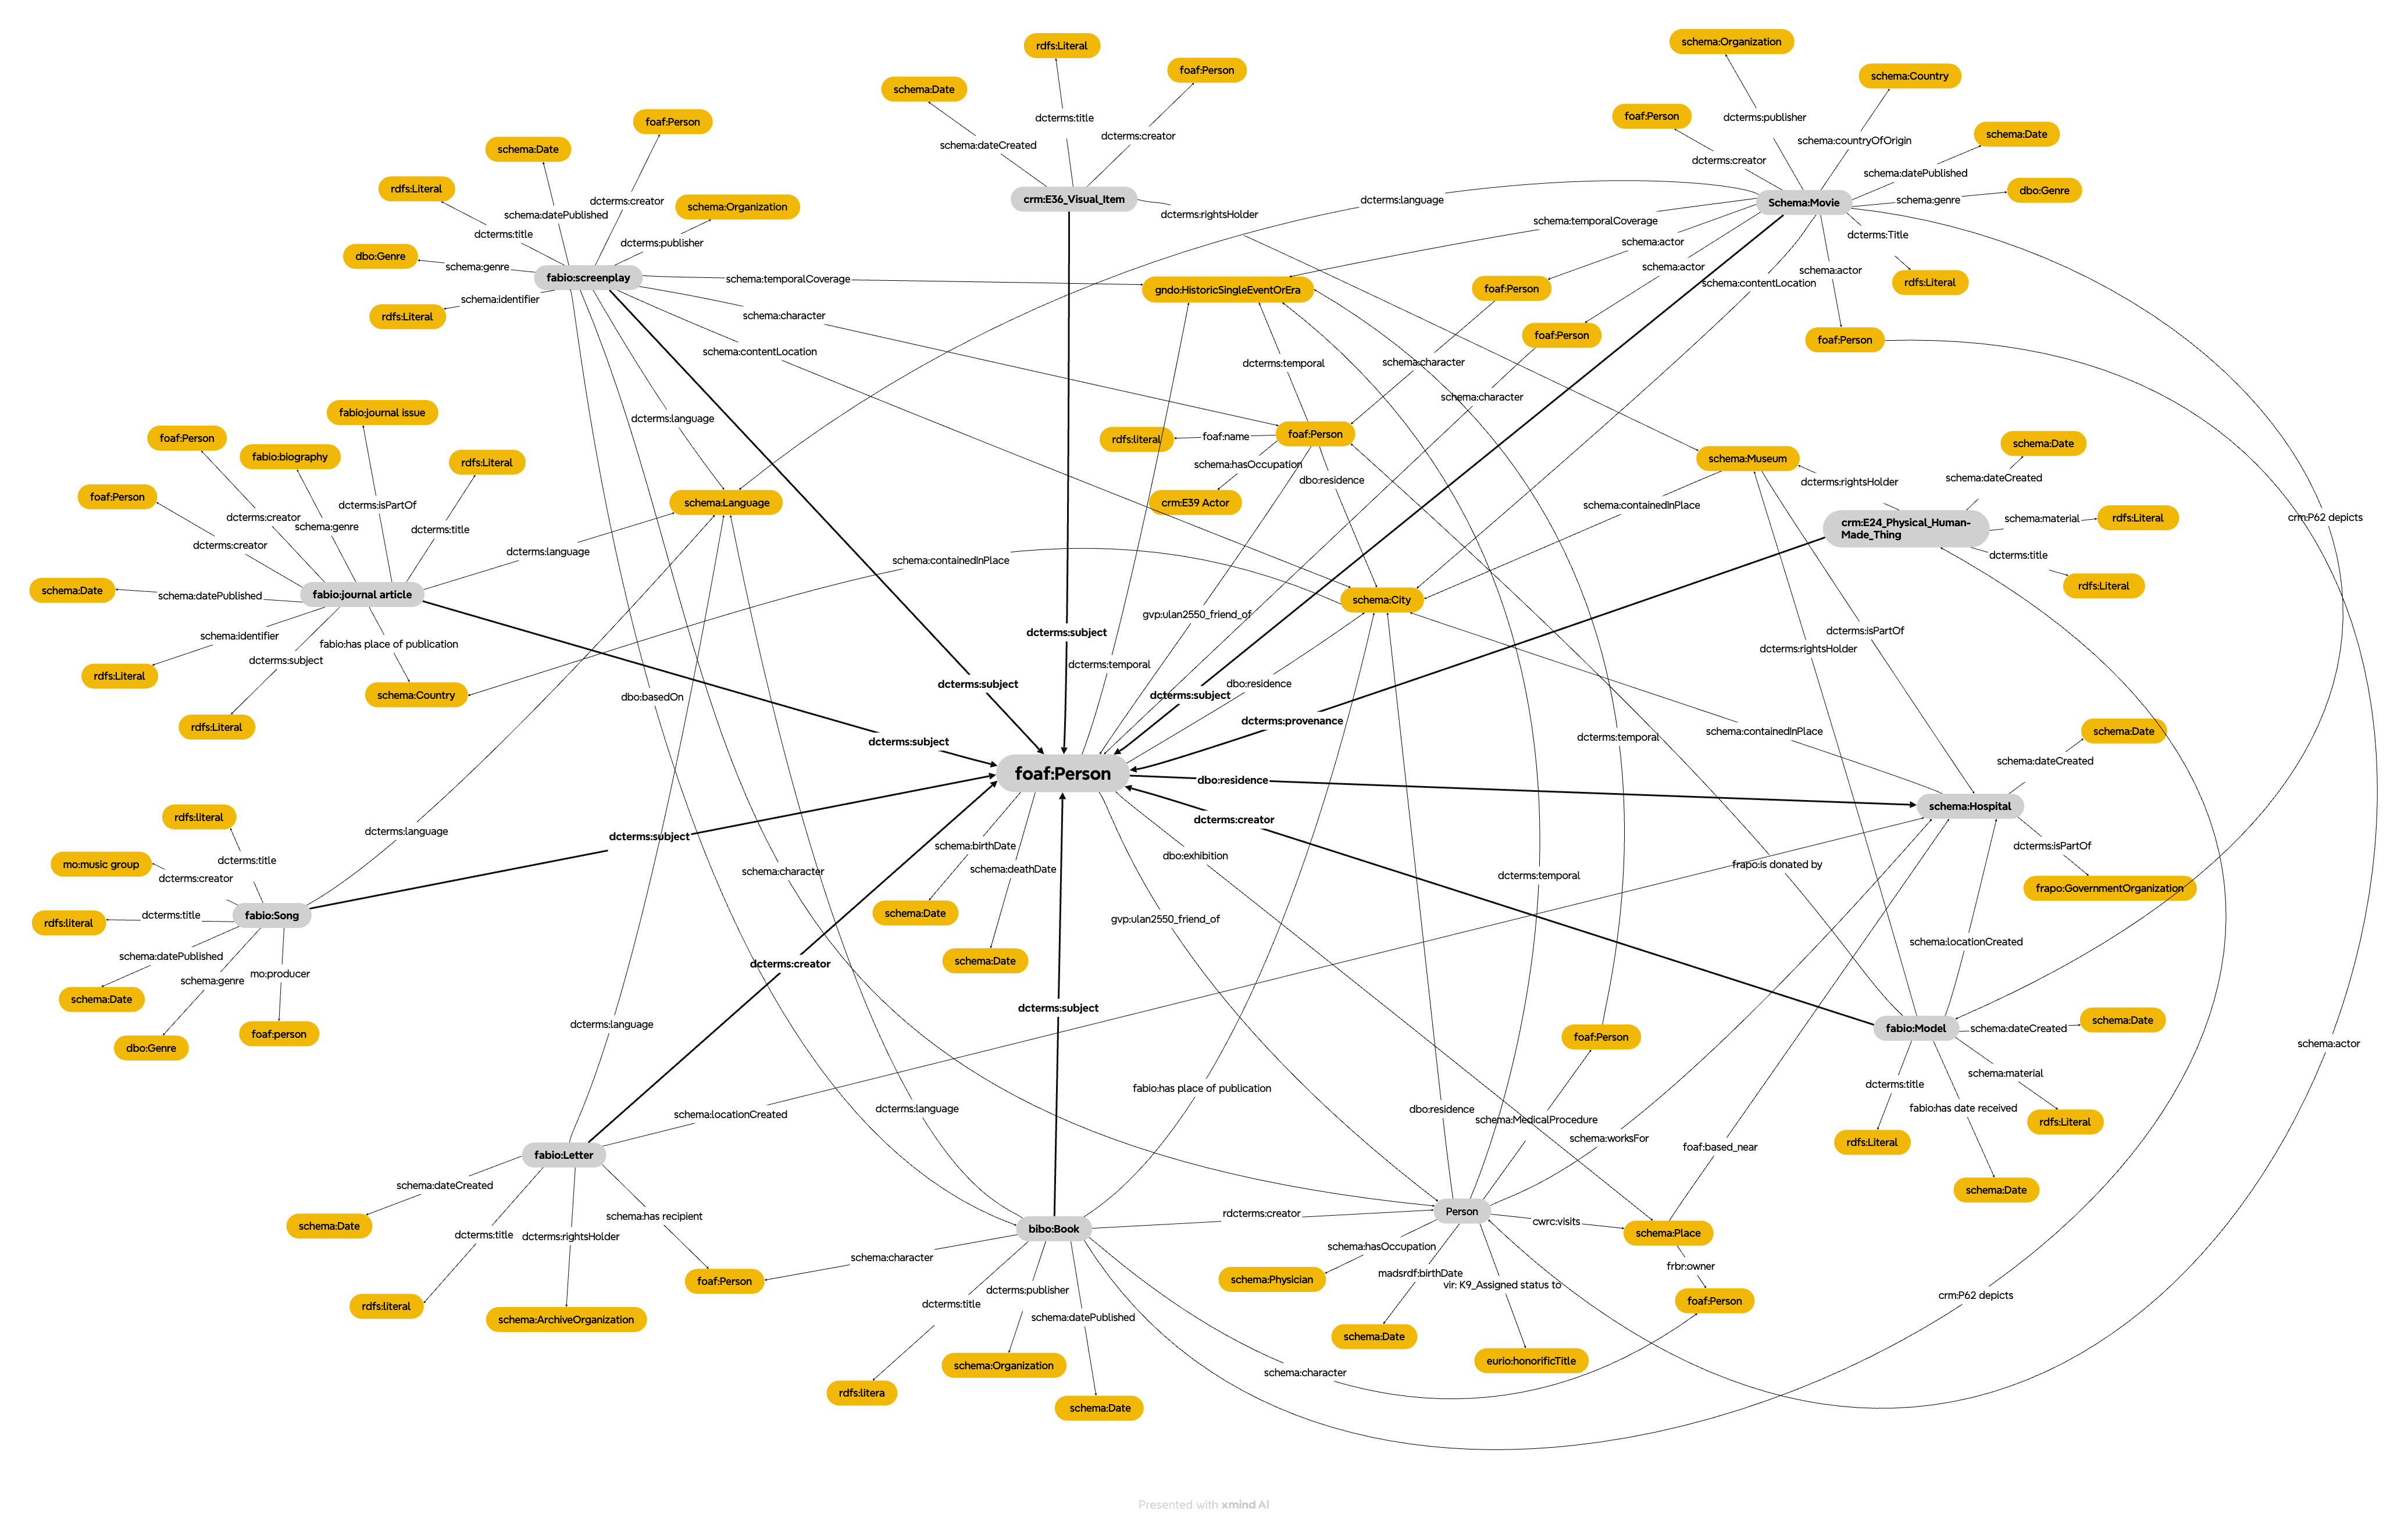 rdfs:Literal
schema:Organization
foaf:Person
schema:Country
schema:Date
foaf:Person
dcterms:title
dcterms:publisher
foaf:Person
schema:Date
dcterms:creator
schema:countryOfOrigin
schema:dateCreated
schema:Date
dcterms:creator
schema:datePublished
rdfs:Literal
dbo:Genre
dcterms:creator
crm:E36_Visual_Item
dcterms:language
schema:genre
Schema:Movie
schema:Organization
schema:datePublished
dcterms:rightsHolder
schema:temporalCoverage
dcterms:title
dcterms:publisher
schema:actor
dcterms:Title
dbo:Genre
schema:genre
schema:actor
schema:actor
fabio:screenplay
schema:temporalCoverage
schema:contentLocation
rdfs:Literal
gndo:HistoricSingleEventOrEra
foaf:Person
schema:identifier
rdfs:Literal
schema:character
foaf:Person
foaf:Person
schema:contentLocation
dcterms:temporal
schema:character
schema:character
fabio:journal issue
dcterms:language
foaf:Person
rdfs:literal
foaf:name
foaf:Person
schema:Date
fabio:biography
rdfs:Literal
schema:hasOccupation
schema:Museum
dbo:residence
dcterms:rightsHolder
schema:dateCreated
foaf:Person
schema:Language
crm:E39 Actor
schema:containedInPlace
dcterms:isPartOf
dcterms:creator
schema:genre
dcterms:title
crm:E24_Physical_Human-
Made_Thing
schema:material
rdfs:Literal
crm:P62 depicts
dcterms:creator
dcterms:language
schema:containedInPlace
dcterms:title
rdfs:Literal
schema:Date
schema:datePublished
fabio:journal article
schema:City
gvp:ulan2550_friend_of
schema:identifier
fabio:has place of publication
dcterms:subject
dcterms:isPartOf
dcterms:subject
dcterms:temporal
dcterms:rightsHolder
rdfs:Literal
schema:Country
dbo:basedOn
dcterms:subject
dcterms:subject
dbo:residence
rdfs:Literal
dcterms:provenance
dcterms:subject
dcterms:temporal
schema:containedInPlace
schema:Date
schema:dateCreated
foaf:Person
dbo:residence
schema:Hospital
rdfs:literal
dcterms:language
dcterms:subject
dcterms:creator
schema:birthDate
dcterms:isPartOf
mo:music group
dcterms:title
dcterms:creator
schema:character
schema:deathDate
dbo:exhibition
frapo:is donated by
dcterms:temporal
frapo:GovernmentOrganization
rdfs:literal
dcterms:title
fabio:Song
schema:Date
gvp:ulan2550_friend_of
schema:locationCreated
schema:datePublished
schema:genre
mo:producer
dcterms:creator
schema:Date
schema:Date
dcterms:subject
dbo:Genre
foaf:person
dcterms:language
foaf:Person
fabio:Model
schema:dateCreated
schema:Date
schema:actor
schema:material
fabio:has place of publication
dcterms:title
schema:locationCreated
dcterms:language
dbo:residence
schema:MedicalProcedure
fabio:has date received
rdfs:Literal
schema:worksFor
foaf:based_near
rdfs:Literal
fabio:Letter
schema:dateCreated
schema:Date
schema:Date
schema:has recipient
rdcterms:creator
Person
cwrc:visits
dcterms:title
dcterms:rightsHolder
bibo:Book
schema:Place
schema:character
schema:hasOccupation
frbr:owner
foaf:Person
schema:Physician
madsrdf:birthDate
vir: K9_Assigned status to
dcterms:publisher
crm:P62 depicts
rdfs:literal
dcterms:title
schema:datePublished
foaf:Person
schema:ArchiveOrganization
schema:Date
schema:Organization
schema:character
eurio:honorificTitle
rdfs:litera
schema:Date
Presented with xmind AI